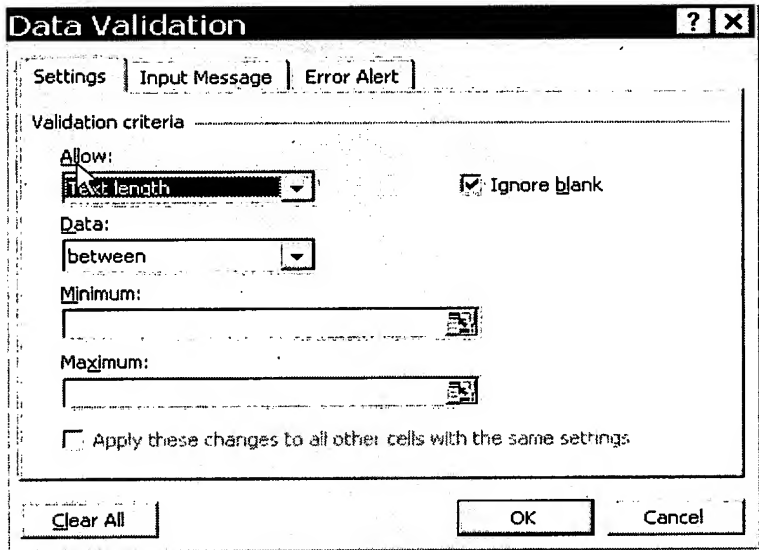 Data Validation
Settings Input Message Error Alert
Validation criteria
Allow:
Text length Ignore blank
Data:
between
Minimum:
Maximum:
Apply these changes to all other cells with the same settings
Clear All OK Cancel